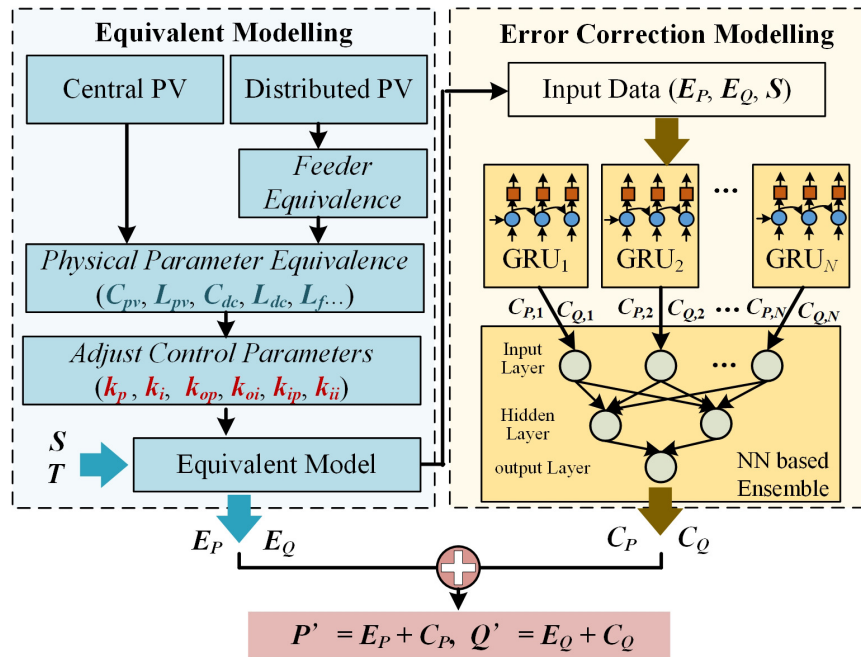 Equivalent Modelling
Central PV
Distributed PV
Feeder
Equivalence
Physical Parameter Equivalence
(C_pv, L_pv, C_dc, L_dc, L_f…)
Adjust Control Parameters
(k_p, k_i, k_op, k_oi, k_ip, k_ii)
S
T
Equivalent Model
E_P E_Q
Error Correction Modelling
Input Data (E_P, E_Q, S)
GRU_1
GRU_2
...
GRU_N
C_P,1 C_Q,1 C_P,2 C_Q,2 ... C_P,N C_Q,N
Input
Layer
...
Hidden
Layer
output Layer
NN based
Ensemble
C_P C_Q
P’ = E_P + C_P, Q’ = E_Q + C_Q